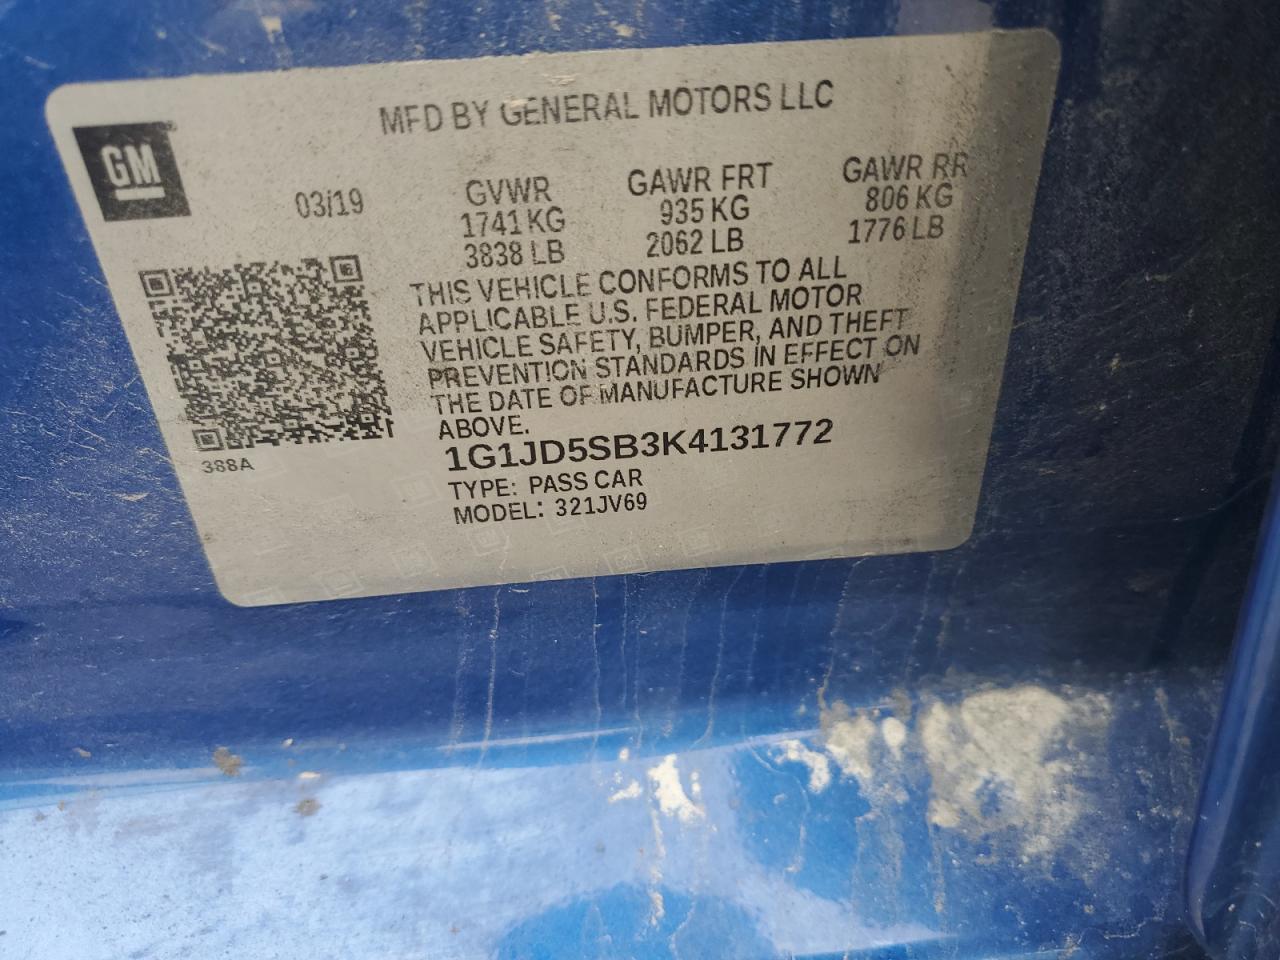 MFD BY GENERAL MOTORS LLC
GM
03/19
GVWR
1741 KG
3838 LB
GAWR FRT
935 KG
2062 LB
GAWR RR
806 KG
1776 LB
THIS VEHICLE CONFORMS TO ALL
APPLICABLE U.S. FEDERAL MOTOR
VEHICLE SAFETY, BUMPER, AND THEFT
PREVENTION STANDARDS IN EFFECT ON
THE DATE OF MANUFACTURE SHOWN
ABOVE.
388A
1G1JD5SB3K4131772
TYPE: PASS CAR
MODEL: 321JV69